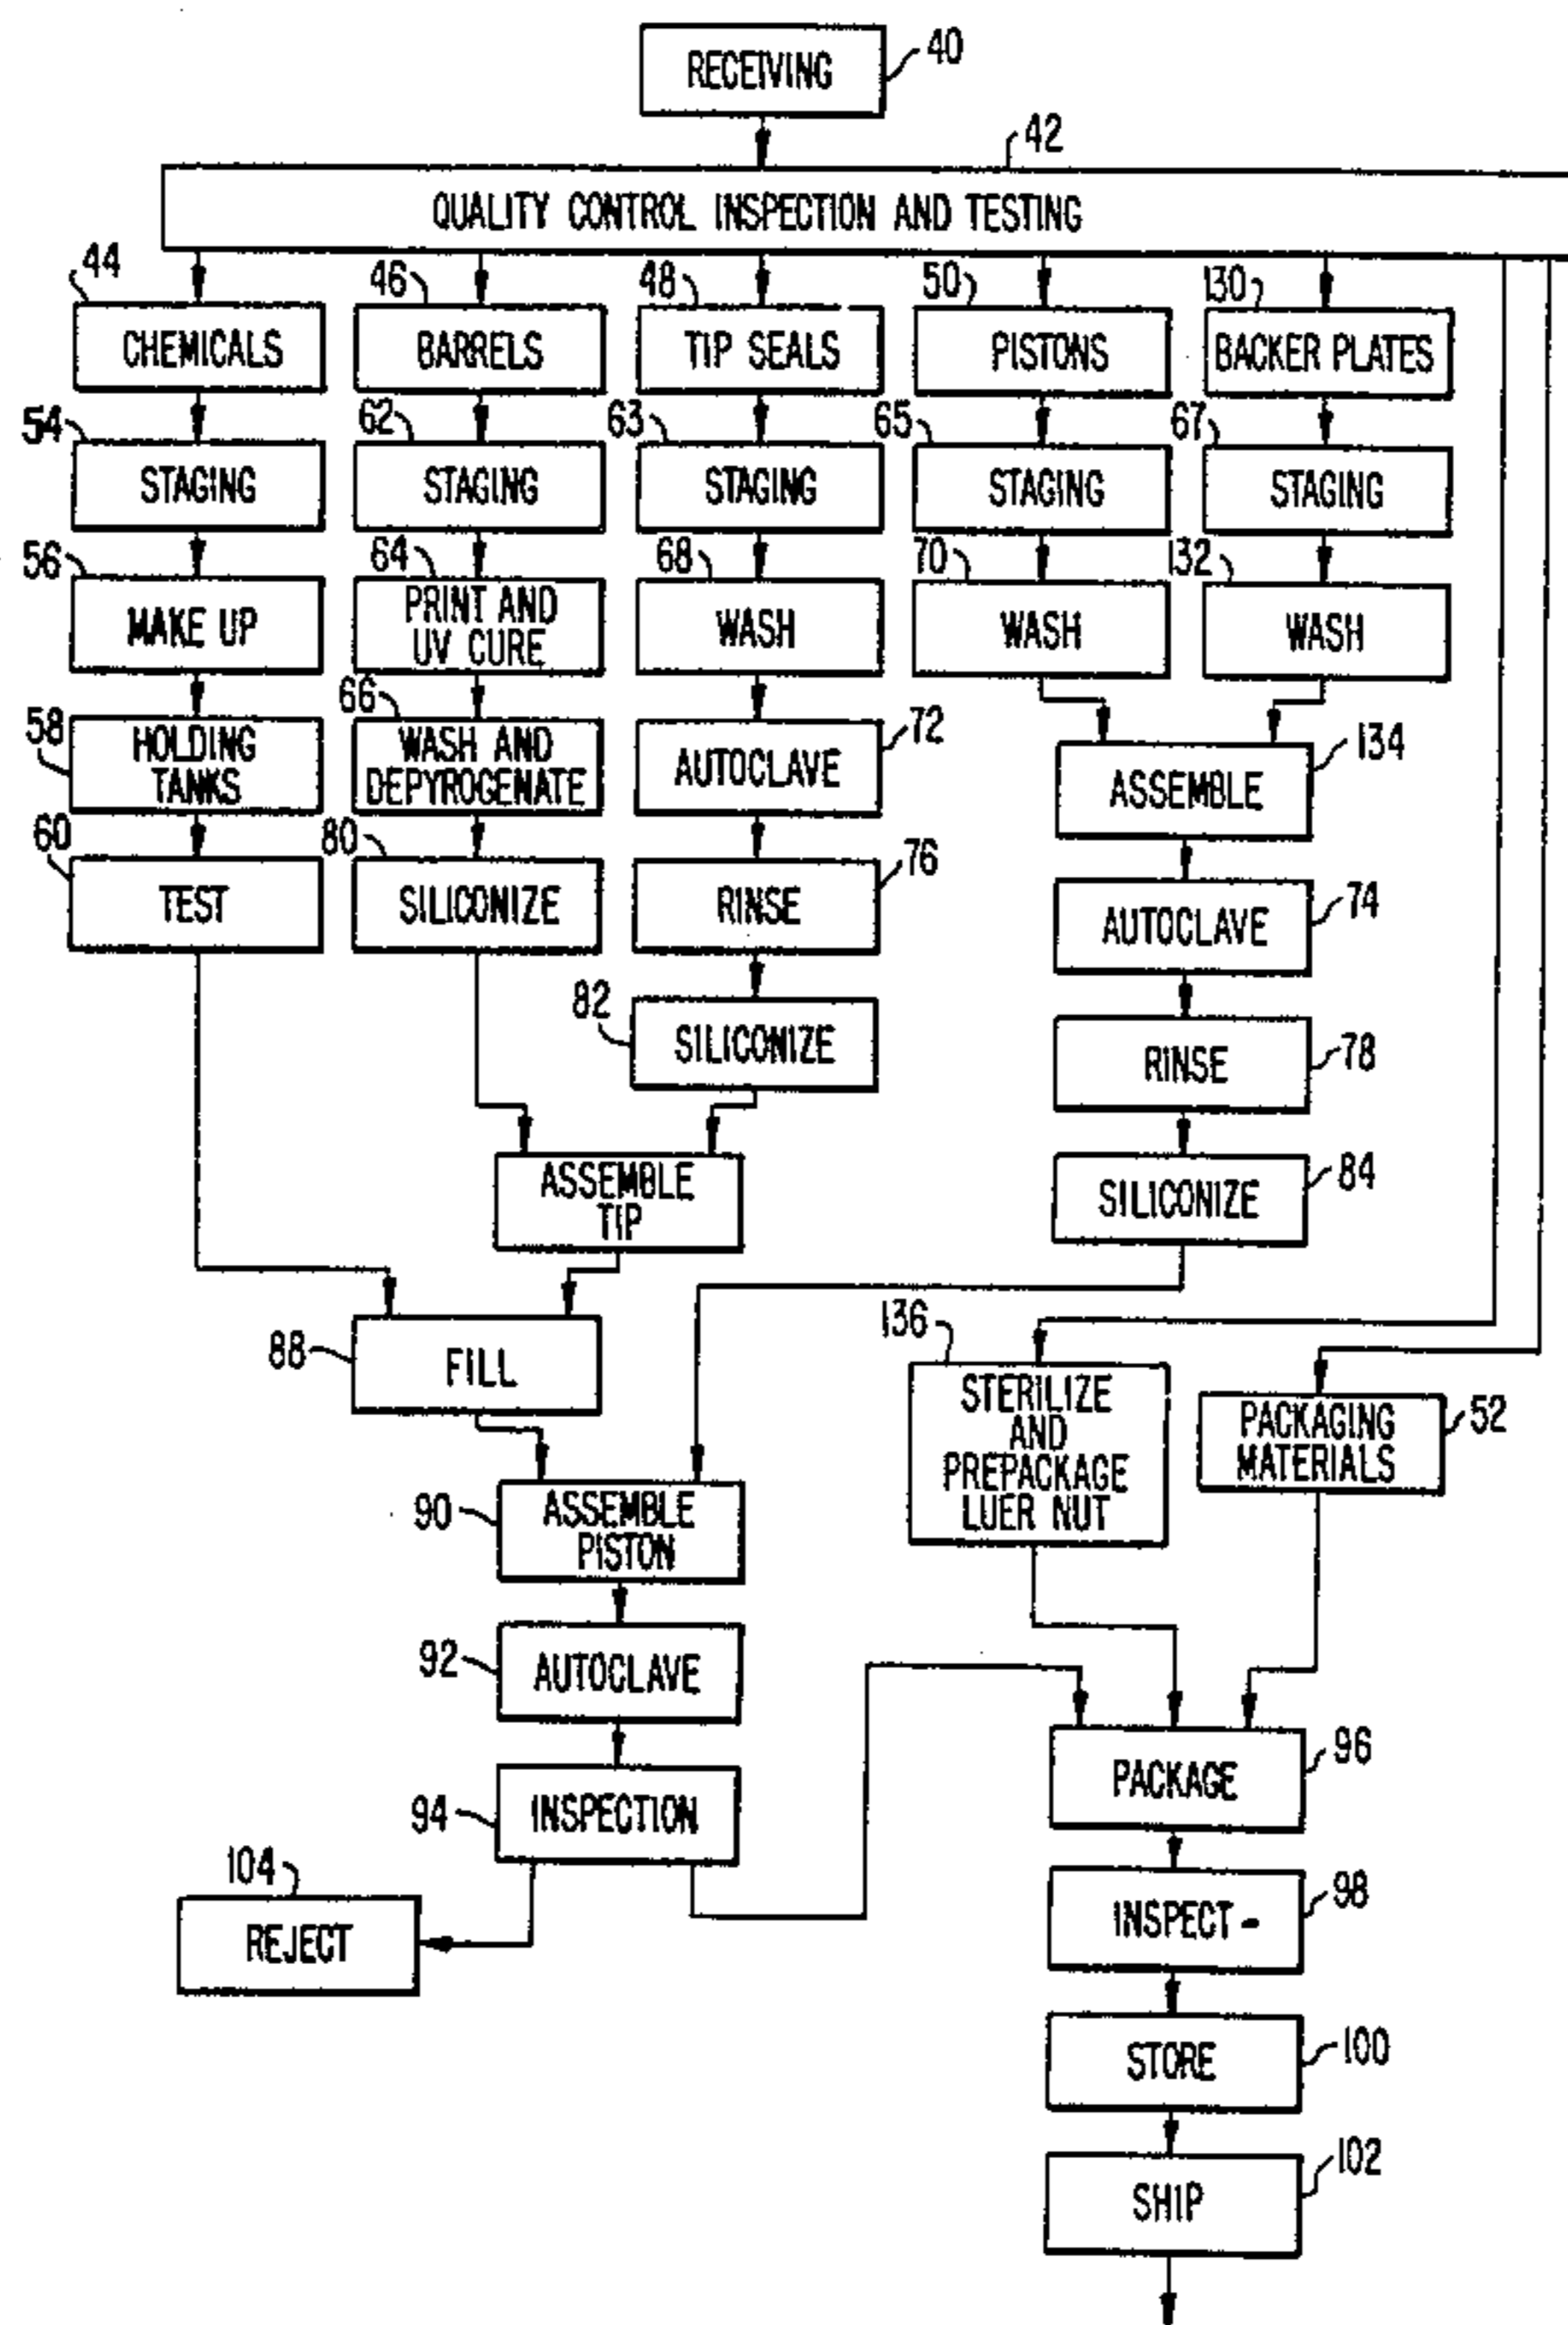 RECEIVING
40
42
QUALITY CONTROL INSPECTION AND TESTING
44
46
48
50
130
CHEMICALS
BARRELS
TIP SEALS
PISTONS
BACKER PLATES
54
62
63
65
67
STAGING
STAGING
STAGING
STAGING
STAGING
56
64
68
70
132
MAKE UP
PRINT AND
UV CURE
WASH
WASH
WASH
58
HOLDING
TANKS
66
WASH AND
DEPYROGENATE
AUTOCLAVE
72
ASSEMBLE
134
60
TEST
80
SILICONIZE
RINSE
76
AUTOCLAVE
74
82
SILICONIZE
RINSE
78
ASSEMBLE
TIP
SILICONIZE
84
88
FILL
136
STERILIZE
AND
PREPACKAGE
LUER NUT
PACKAGING
MATERIALS
52
90
ASSEMBLE
PISTON
92
AUTOCLAVE
94
INSPECTION
PACKAGE
96
104
REJECT
INSPECT -
98
STORE
100
SHIP
102